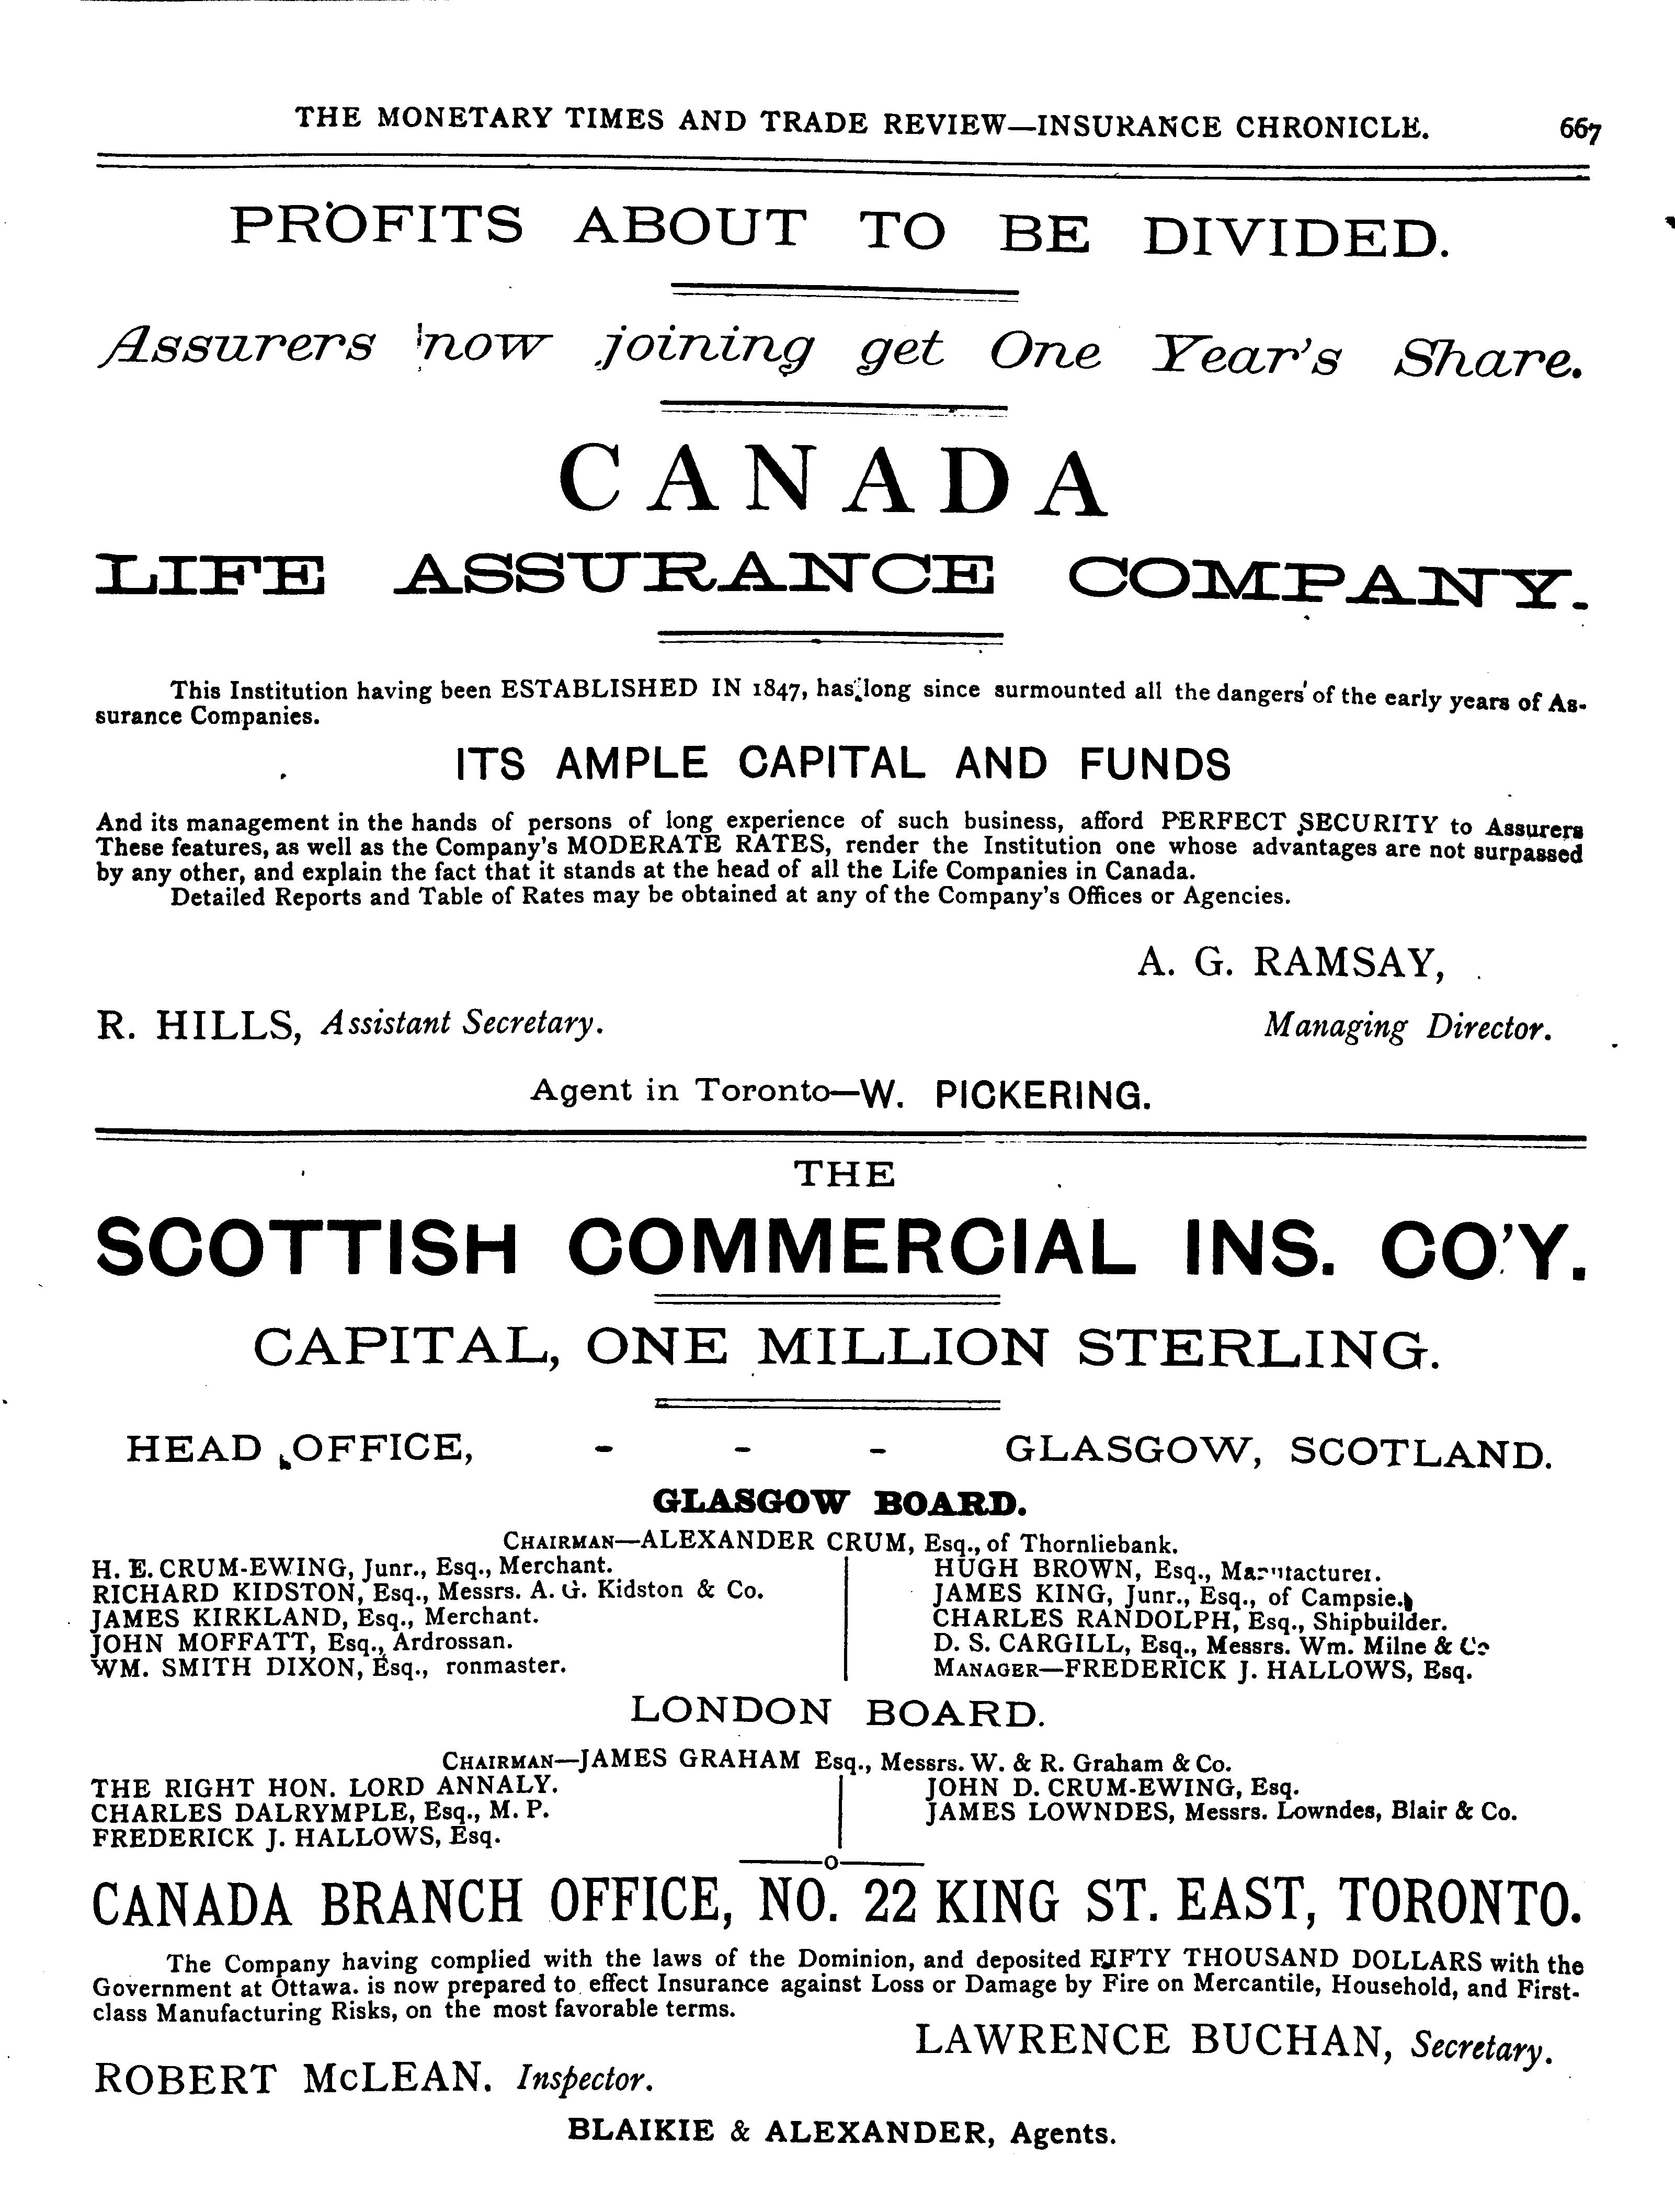 THE MONETARY TIMES AND TRADE REVIEW—INSURANCE CHRONICLE. 667
PROFITS ABOUT TO BE DIVIDED.
Assurers now joining get One Year's Share.
CANADA
LIFE ASSURANCE COMPANY.
This Institution having been ESTABLISHED IN 1847, has long since surmounted all the dangers of the early years of As-
surance Companies.
ITS AMPLE CAPITAL AND FUNDS
And its management in the hands of persons of long experience of such business, afford PERFECT SECURITY to Assurers
These features, as well as the Company's MODERATE RATES, render the Institution one whose advantages are not surpassed
by any other, and explain the fact that it stands at the head of all the Life Companies in Canada.
Detailed Reports and Table of Rates may be obtained at any of the Company's Offices or Agencies.
A. G. RAMSAY,
R. HILLS, Assistant Secretary. Managing Director.
Agent in Toronto—W. PICKERING.
THE
SCOTTISH COMMERCIAL INS. CO'Y.
CAPITAL, ONE MILLION STERLING.
HEAD OFFICE, - - - GLASGOW, SCOTLAND.
GLASGOW BOARD.
CHAIRMAN—ALEXANDER CRUM, Esq., of Thornliebank.
H. E. CRUM-EWING, Junr., Esq., Merchant.
RICHARD KIDSTON, Esq., Messrs. A. G. Kidston & Co.
JAMES KIRKLAND, Esq., Merchant.
JOHN MOFFATT, Esq., Ardrossan.
WM. SMITH DIXON, Esq., ronmaster.
HUGH BROWN, Esq., Manufacturer.
JAMES KING, Junr., Esq., of Campsie.
CHARLES RANDOLPH, Esq., Shipbuilder.
D. S. CARGILL, Esq., Messrs. Wm. Milne & Co
MANAGER—FREDERICK J. HALLOWS, Esq.
LONDON BOARD.
CHAIRMAN—JAMES GRAHAM Esq., Messrs. W. & R. Graham & Co.
THE RIGHT HON. LORD ANNALY.
CHARLES DALRYMPLE, Esq., M. P.
FREDERICK J. HALLOWS, Esq.
JOHN D. CRUM-EWING, Esq.
JAMES LOWNDES, Messrs. Lowndes, Blair & Co.
CANADA BRANCH OFFICE, NO. 22 KING ST. EAST, TORONTO.
The Company having complied with the laws of the Dominion, and deposited FIFTY THOUSAND DOLLARS with the
Government at Ottawa. is now prepared to effect Insurance against Loss or Damage by Fire on Mercantile, Household, and First-
class Manufacturing Risks, on the most favorable terms.
LAWRENCE BUCHAN, Secretary.
ROBERT McLEAN. Inspector.
BLAIKIE & ALEXANDER, Agents.